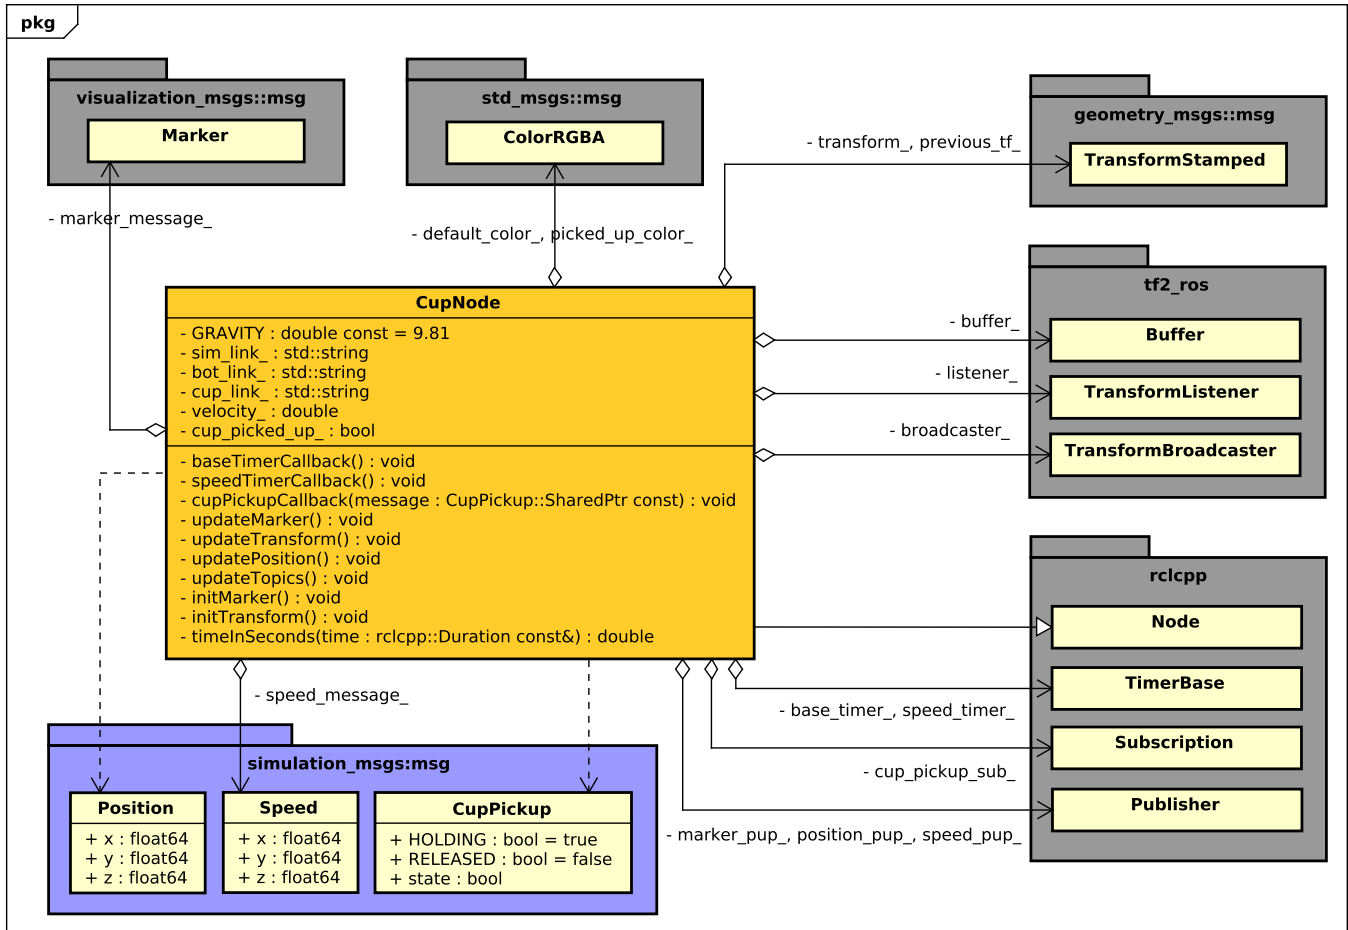 pkg
visualization_msgs::msg
Marker
std_msgs::msg
ColorRGBA
geometry_msgs::msg
TransformStamped
- transform_, previous_tf_
- marker_message_
- default_color_, picked_up_color_
tf2_ros
Buffer
TransformListener
TransformBroadcaster
- buffer_
- listener_
- broadcaster_
CupNode
- GRAVITY : double const = 9.81
- sim_link_ : std::string
- bot_link_ : std::string
- cup_link_ : std::string
- velocity_ : double
- cup_picked_up_ : bool
- baseTimerCallback() : void
- speedTimerCallback() : void
- cupPickupCallback(message : CupPickup::SharedPtr const) : void
- updateMarker() : void
- updateTransform() : void
- updatePosition() : void
- updateTopics() : void
- initMarker() : void
- initTransform() : void
- timeInSeconds(time : rclcpp::Duration const&) : double
rclcpp
Node
TimerBase
Subscription
Publisher
- base_timer_, speed_timer_
- cup_pickup_sub_
- marker_pup_, position_pup_, speed_pup_
- speed_message_
simulation_msgs:msg
Position
+ x : float64
+ y : float64
+ z : float64
Speed
+ x : float64
+ y : float64
+ z : float64
CupPickup
+ HOLDING : bool = true
+ RELEASED : bool = false
+ state : bool